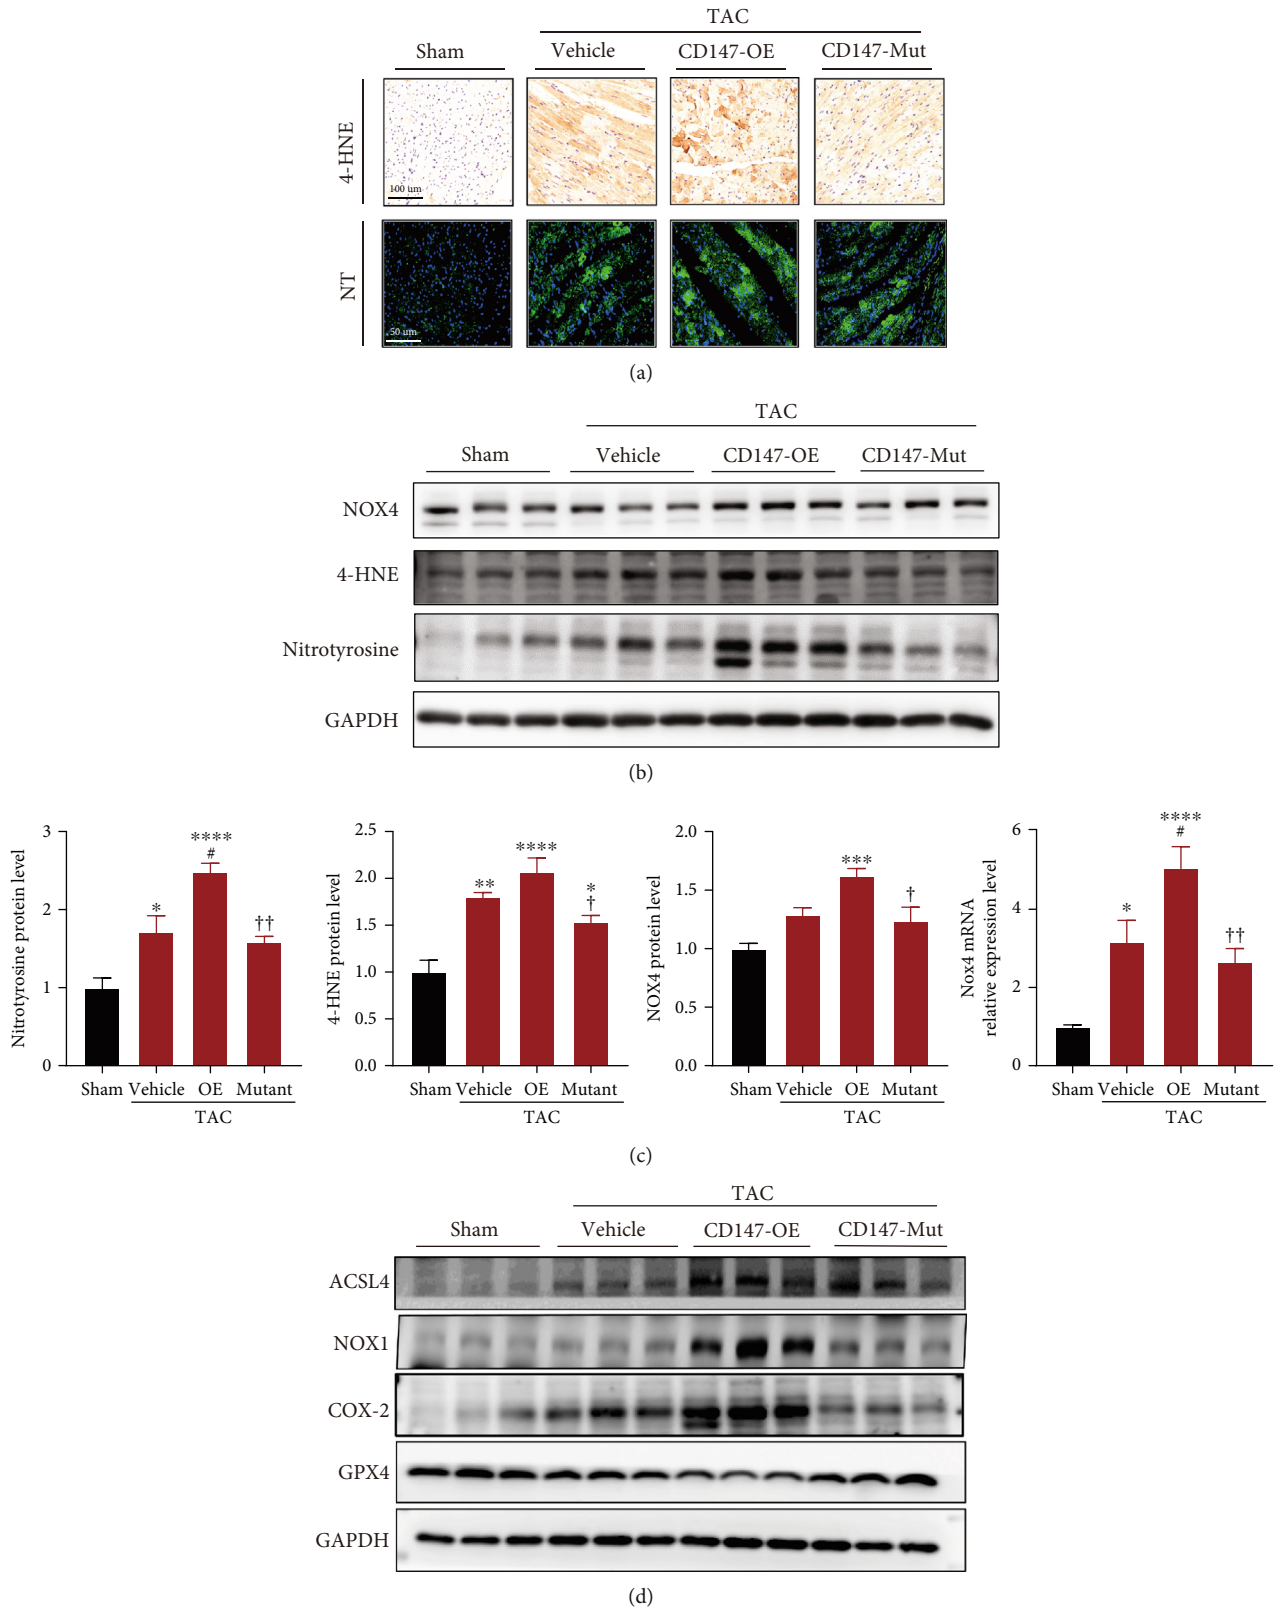 TAC
Sham Vehicle CD147-OE CD147-Mut
4-HNE
100 um
NT
50 um
(a)
TAC
Sham Vehicle CD147-OE CD147-Mut
NOX4
4-HNE
Nitrotyrosine
GAPDH
(b)
Nitrotyrosine protein level
3
2
1
0
*
****
#
††
Sham Vehicle OE Mutant
TAC
4-HNE protein level
2.5
2.0
1.5
1.0
0.5
0.0
**
****
*
†
Sham Vehicle OE Mutant
TAC
NOX4 protein level
2.0
1.5
1.0
0.5
0.0
***
†
Sham Vehicle OE Mutant
TAC
Nox4 mRNA
relative expression level
6
4
2
0
*
****
#
††
Sham Vehicle OE Mutant
TAC
(c)
TAC
Sham Vehicle CD147-OE CD147-Mut
ACSL4
NOX1
COX-2
GPX4
GAPDH
(d)